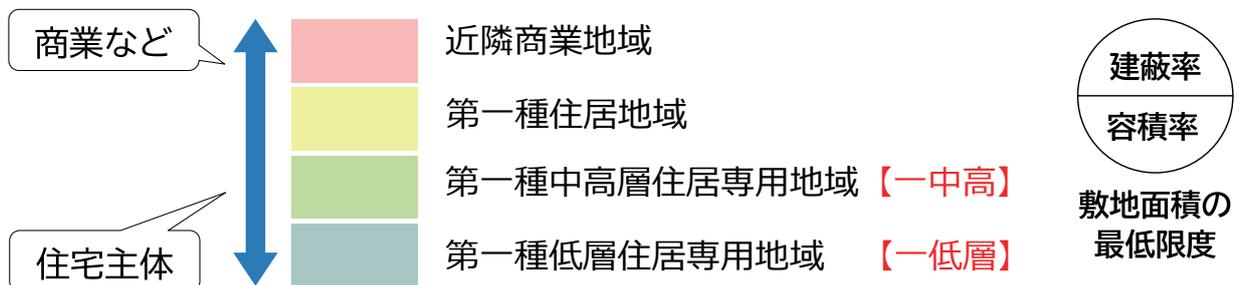 商業など
近隣商業地域
第一種住居地域
第一種中高層住居専用地域【一中高】
住宅主体
第一種低層住居専用地域 【一低層】
建蔽率
容積率
敷地面積の
最低限度